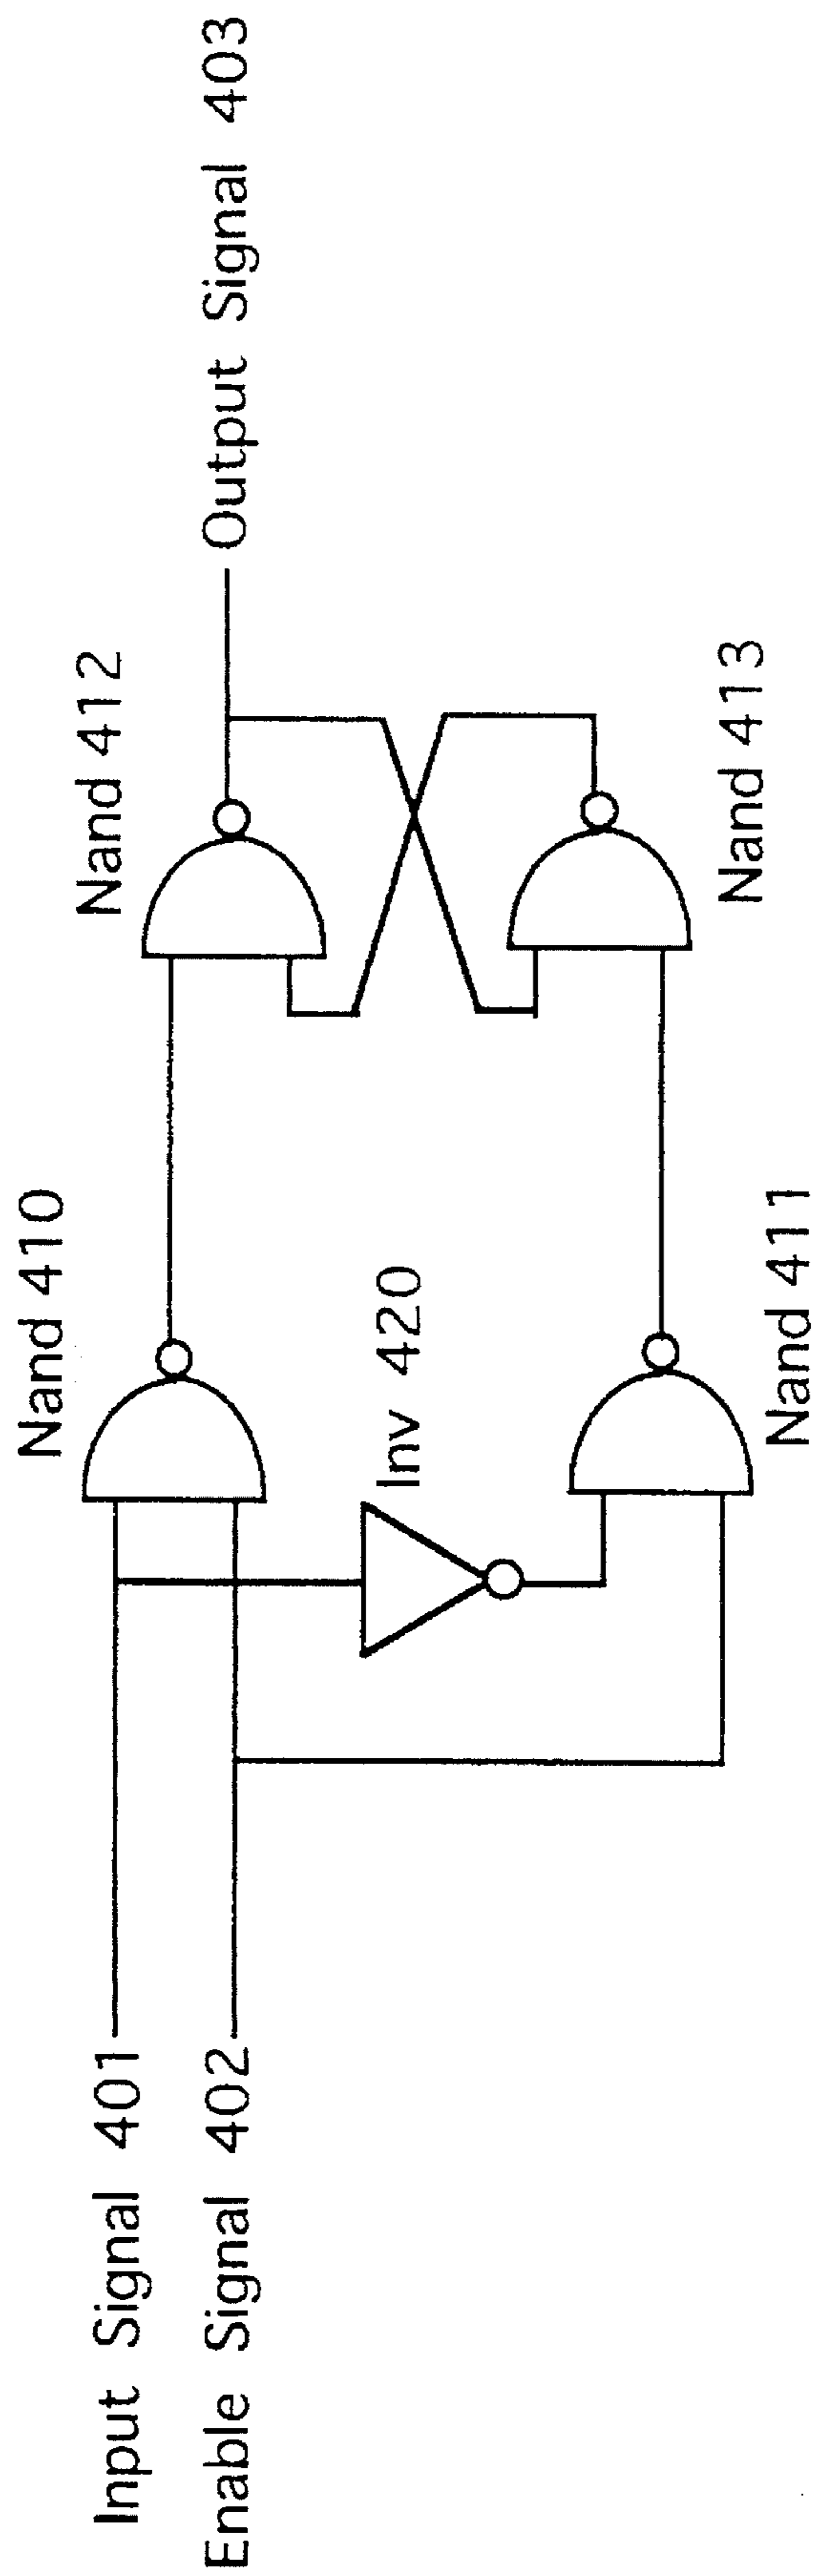 Nand 410
Nand 412
Input Signal 401
Enable Signal 402
Output Signal 403
Inv 420
Nand 411
Nand 413